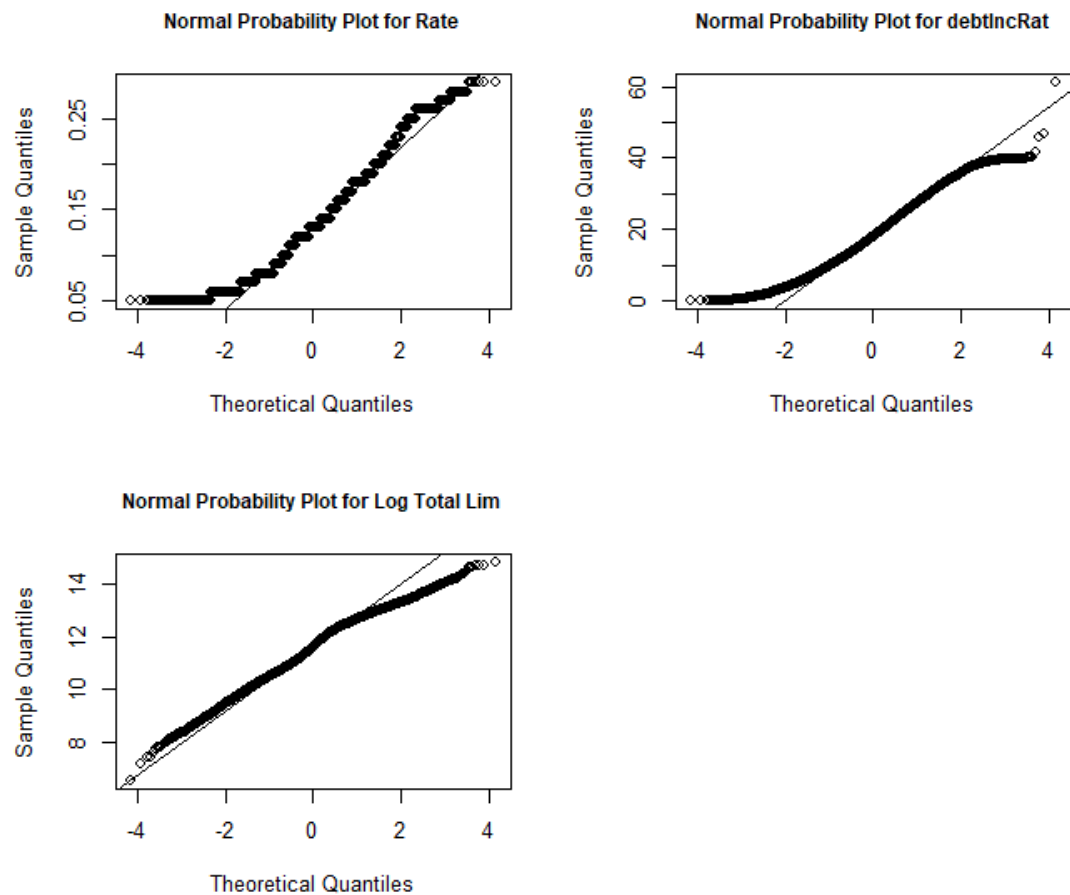 Normal Probability Plot for Rate
Sample Quantiles
0.25
0.15
0.05
-4 -2 0 2 4
Theoretical Quantiles
Normal Probability Plot for debtIncRat
Sample Quantiles
60
40
20
0
-4 -2 0 2 4
Theoretical Quantiles
Normal Probability Plot for Log Total Lim
Sample Quantiles
14
12
10
8
-4 -2 0 2 4
Theoretical Quantiles